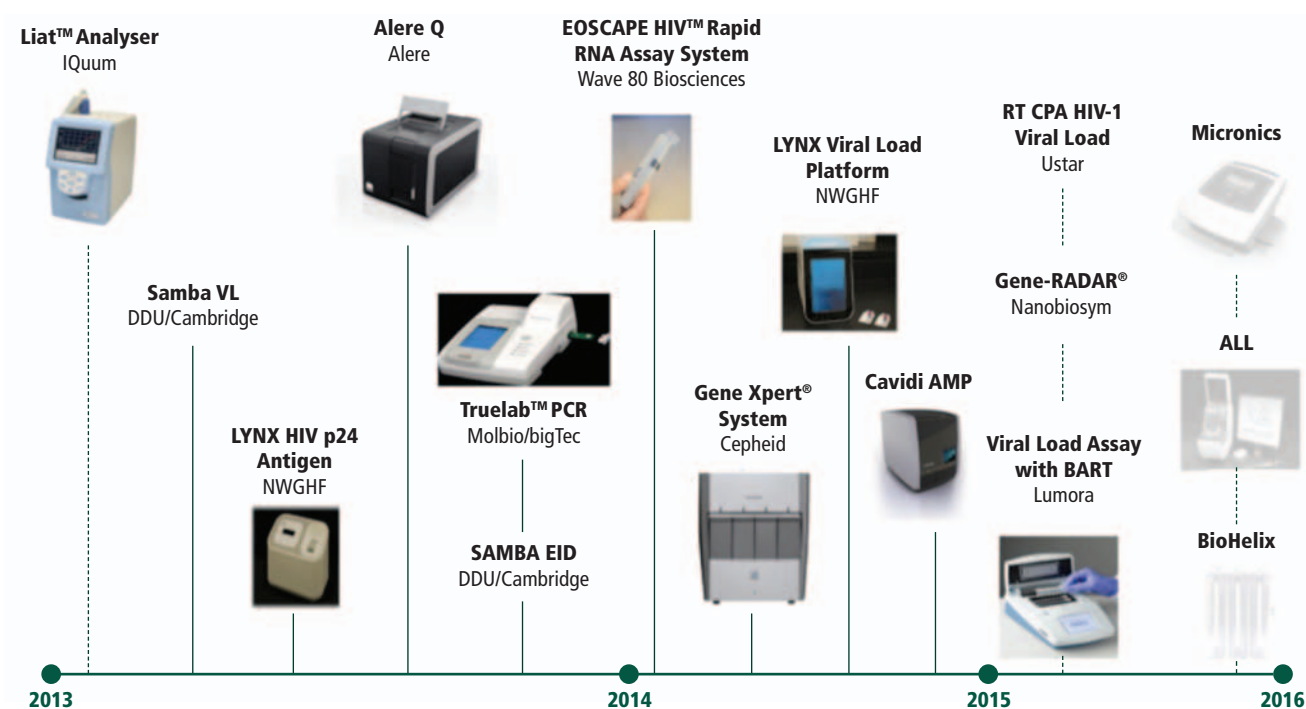 Liat™ Analyser
IQuum
Samba VL
DDU/Cambridge
LYNX HIV p24
Antigen
NWGHF
Alere Q
Alere
Truelab™ PCR
Molbio/bigTec
SAMBA EID
DDU/Cambridge
EOSCAPE HIV™ Rapid
RNA Assay System
Wave 80 Biosciences
Gene Xpert®
System
Cepheid
LYNX Viral Load
Platform
NWGHF
Cavidi AMP
RT CPA HIV-1
Viral Load
Ustar
Gene-RADAR®
Nanobiosym
Viral Load Assay
with BART
Lumora
Micronics
ALL
BioHelix
2013
2014
2015
2016